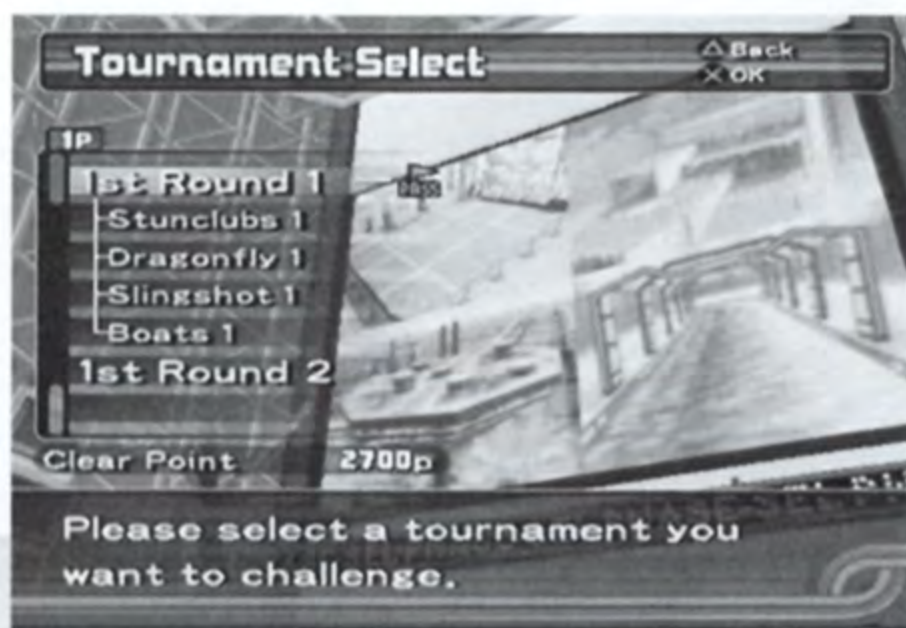 Tournament Select
△ Back
✕ OK
1P
1st Round 1
Stunclubs 1
Dragonfly 1
Slingshot 1
Boats 1
1st Round 2
Clear Point 2700p
Please select a tournament you
want to challenge.